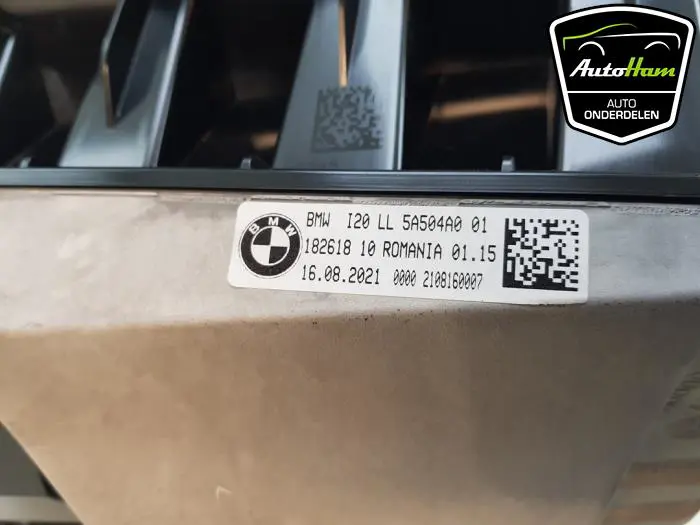 AutoHam
AUTO
ONDERDELEN
BMW
BMW I20 LL 5A504A0 01
182618 10 ROMANIA 01.15
16.08.2021 0000 2108160007